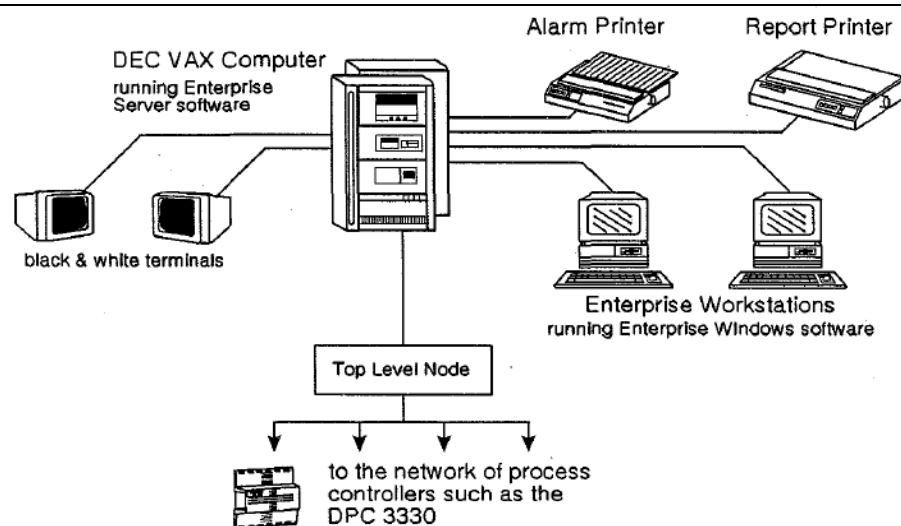 Alarm Printer
Report Printer
DEC VAX Computer
running Enterprise
Server software
black & white terminals
Enterprise Workstations
running Enterprise Windows software
Top Level Node
to the network of process
controllers such as the
DPC 3330